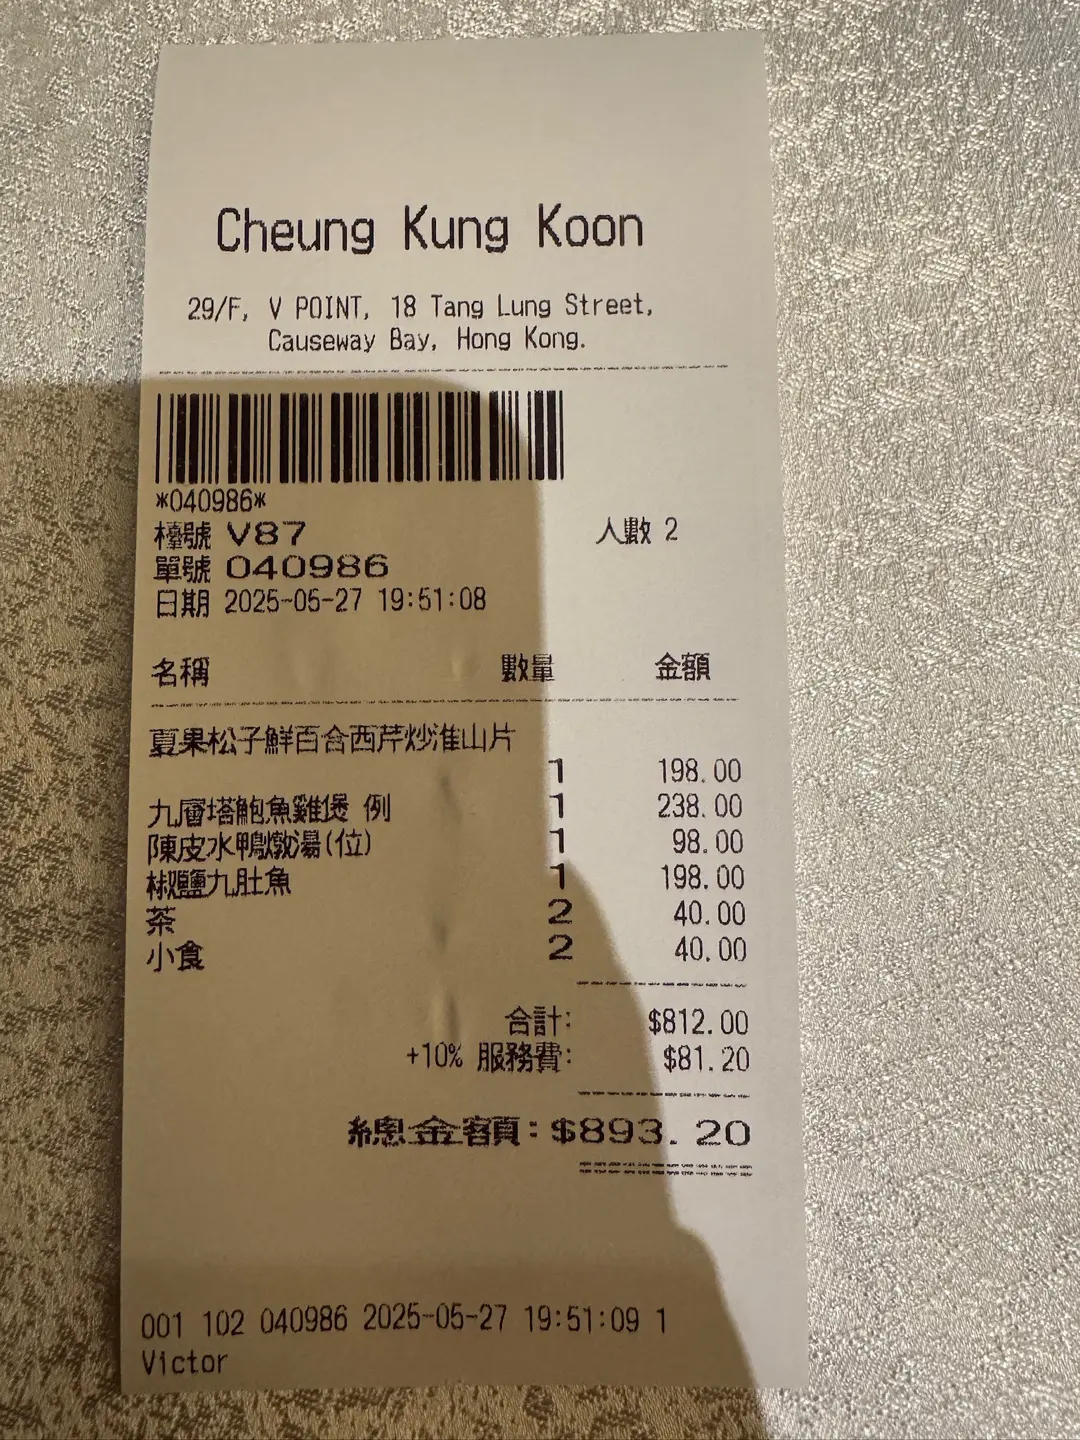 Cheung Kung Koon
29/F, V POINT, 18 Tang Lung Street,
Causeway Bay, Hong Kong.
*040986*
檯號 V87 人數 2
單號 040986
日期 2025-05-27 19:51:08
名稱 數量 金額
夏果松子鮮百合西芹炒淮山片
1 198.00
九層塔鮑魚雞煲 例 1 238.00
陳皮水鴨燉湯(位) 1 98.00
椒鹽九肚魚 1 198.00
茶 2 40.00
小食 2 40.00
合計: $812.00
+10% 服務費: $81.20
總金額: $893.20
001 102 040986 2025-05-27 19:51:09 1
Victor